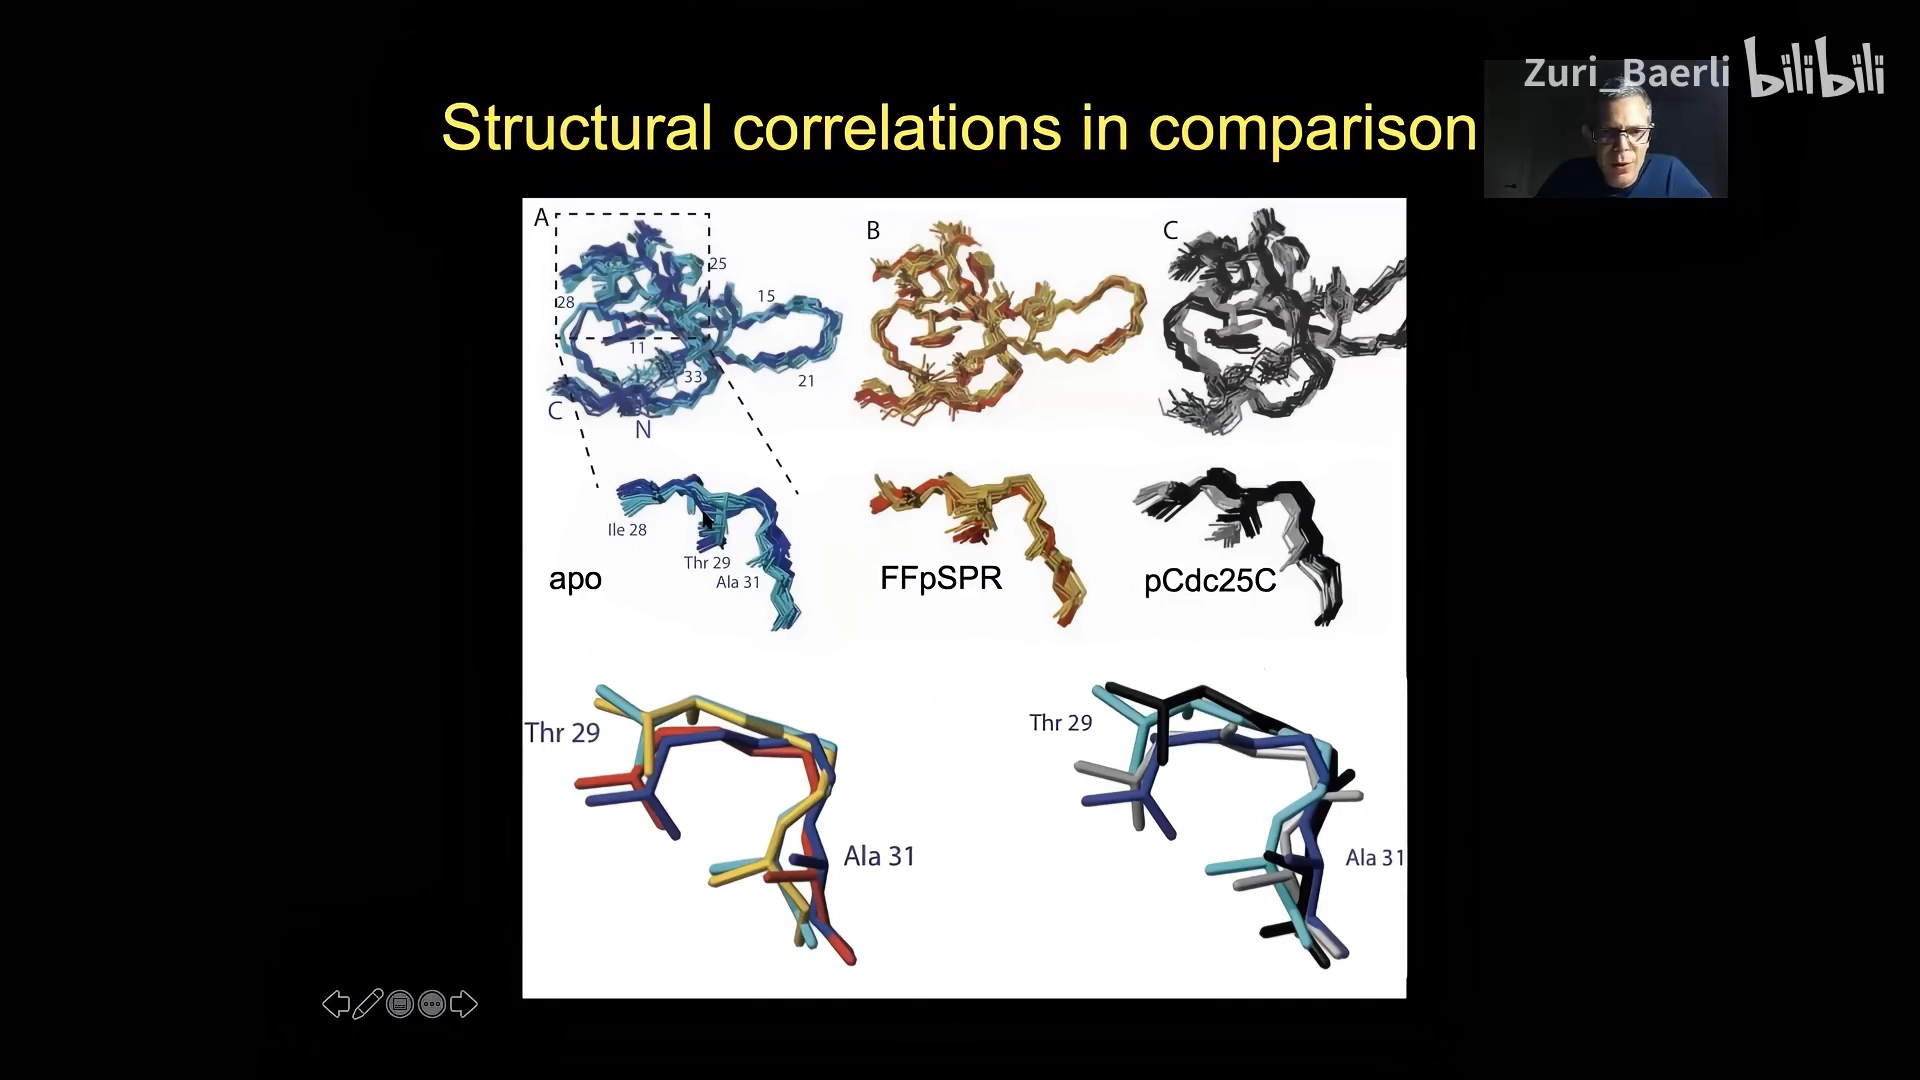 Zuri_Baerli bilibili
Structural correlations in comparison
A
B
C
25
28
15
11
33
21
C
N
Ile 28
Thr 29
Ala 31
apo
FFpSPR
pCdc25C
Thr 29
Thr 29
Ala 31
Ala 31